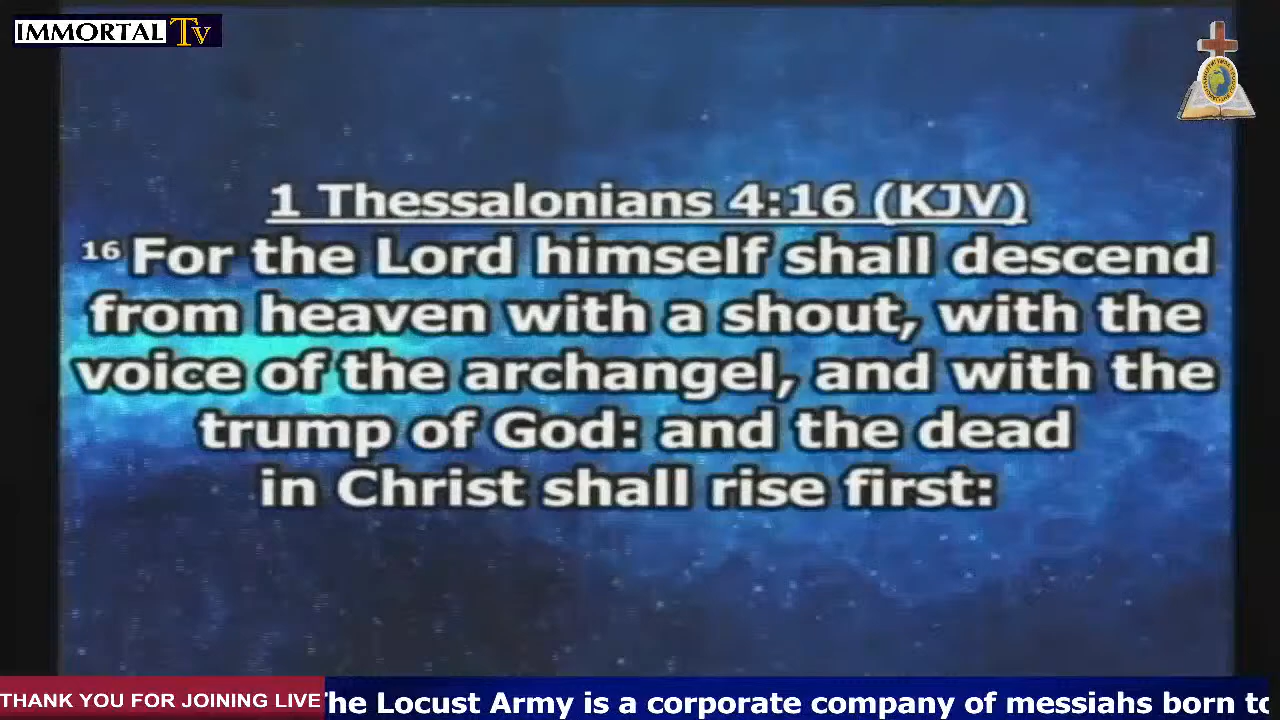 IMMORTAL Tv
1 Thessalonians 4:16 (KJV)
16 For the Lord himself shall descend
from heaven with a shout, with the
voice of the archangel, and with the
trump of God: and the dead
in Christ shall rise first:
THANK YOU FOR JOINING LIVE
The Locust Army is a corporate company of messiahs born to